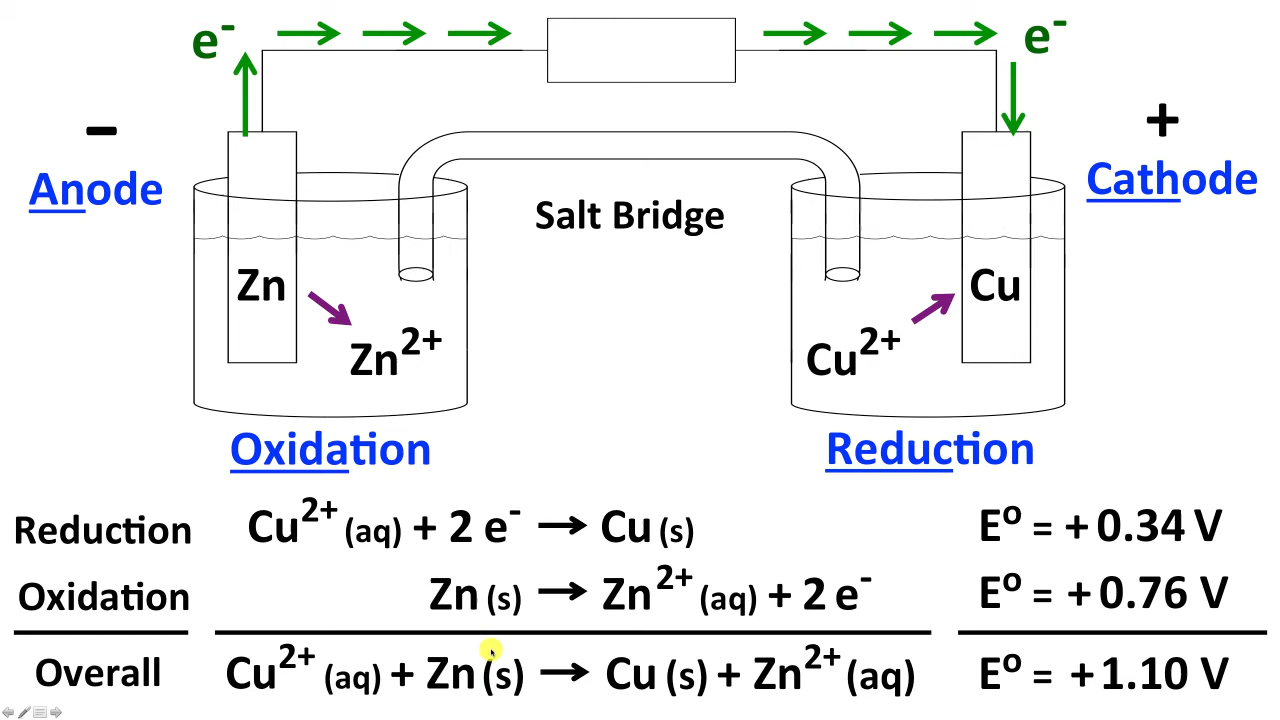 e⁻ e⁻
− +
Anode Cathode
Salt Bridge
Zn Cu
Zn²⁺ Cu²⁺
Oxidation Reduction
Reduction Cu²⁺ (aq) + 2 e⁻ → Cu (s) Eº = + 0.34 V
Oxidation Zn (s) → Zn²⁺ (aq) + 2 e⁻ Eº = + 0.76 V
Overall Cu²⁺ (aq) + Zn (s) → Cu (s) + Zn²⁺ (aq) Eº = + 1.10 V